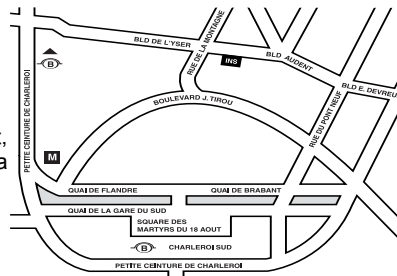 BLD DE L'YSER
RUE DE LA MONTAGNE
INS
BLD AUDENT
BLD E. DEVREU
PETITE CEINTURE DE CHARLEROI
B
BOULEVARD J. TIROU
RUE DU PONT NEUF
t,
a
M
QUAI DE FLANDRE
QUAI DE BRABANT
QUAI DE LA GARE DU SUD
SQUARE DES
MARTYRS DU 18 AOUT
B CHARLEROI SUD
PETITE CEINTURE DE CHARLEROI